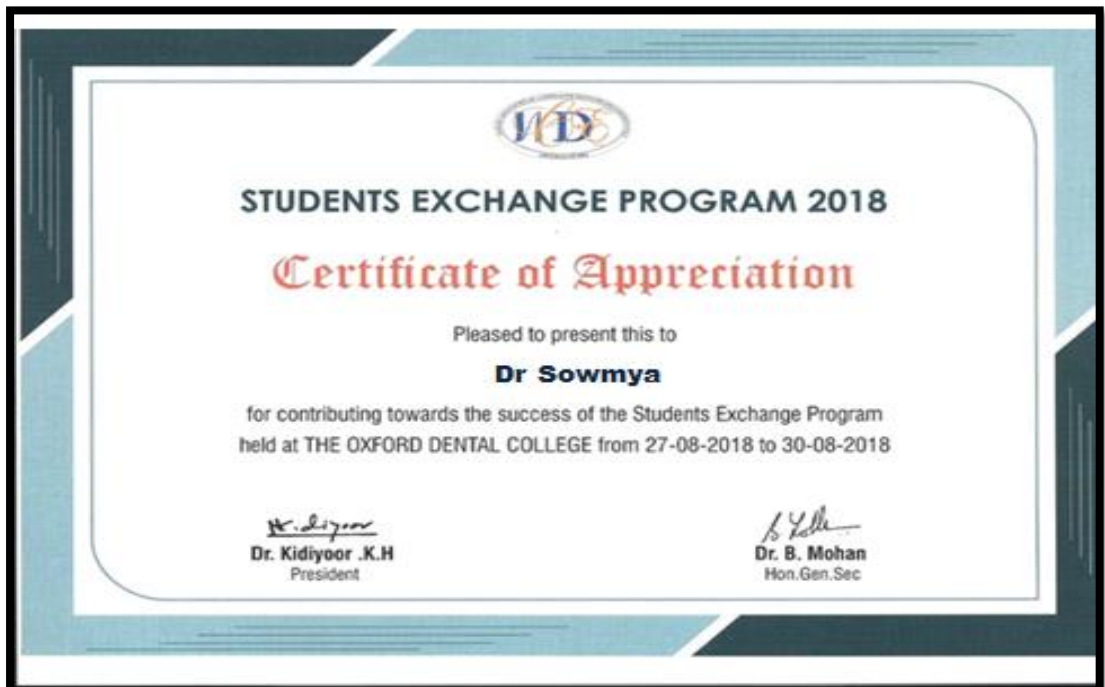 STUDENTS EXCHANGE PROGRAM 2018
Certificate of Appreciation
Pleased to present this to
Dr Sowmya
for contributing towards the success of the Students Exchange Program
held at THE OXFORD DENTAL COLLEGE from 27-08-2018 to 30-08-2018
Dr. Kidiyoor .K.H
President
Dr. B. Mohan
Hon.Gen.Sec